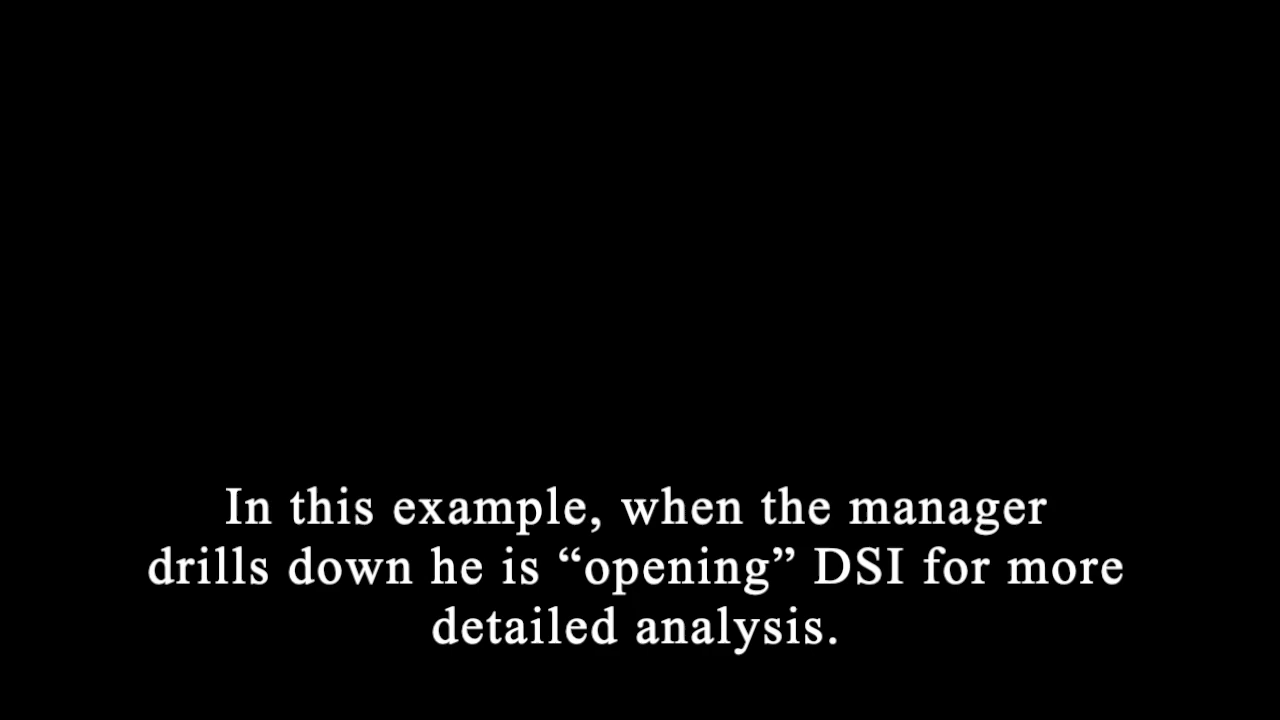 In this example, when the manager
drills down he is “opening” DSI for more
detailed analysis.